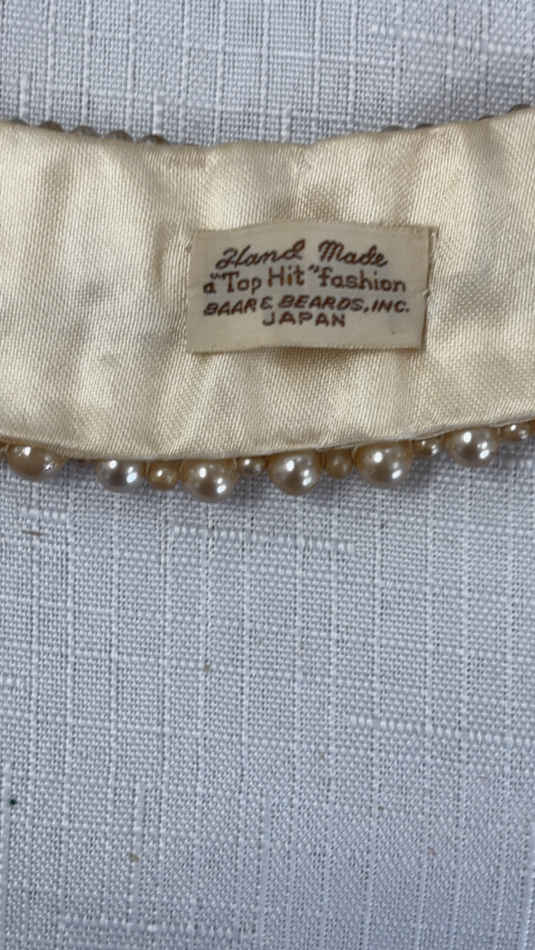 Hand Made
a "Top Hit" fashion
BAAR & BEARDS, INC.
JAPAN